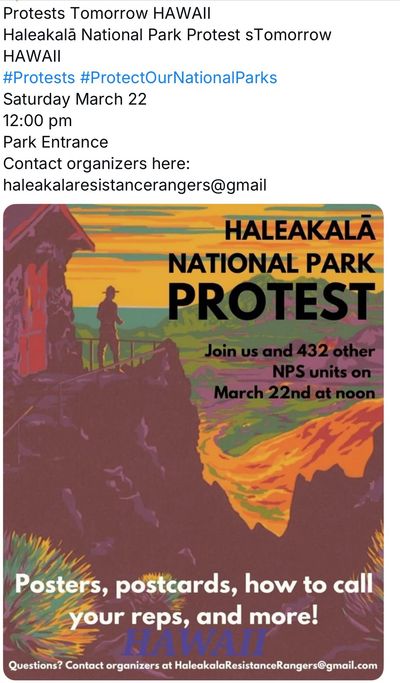 Protests Tomorrow HAWAII
Haleakalā National Park Protest sTomorrow
HAWAII
#Protests #ProtectOurNationalParks
Saturday March 22
12:00 pm
Park Entrance
Contact organizers here:
haleakalaresistancerangers@gmail
HALEAKALĀ
NATIONAL PARK
PROTEST
Join us and 432 other
NPS units on
March 22nd at noon
Posters, postcards, how to call
your reps, and more!
HAWAII
Questions? Contact organizers at HaleakalaResistanceRangers@gmail.com